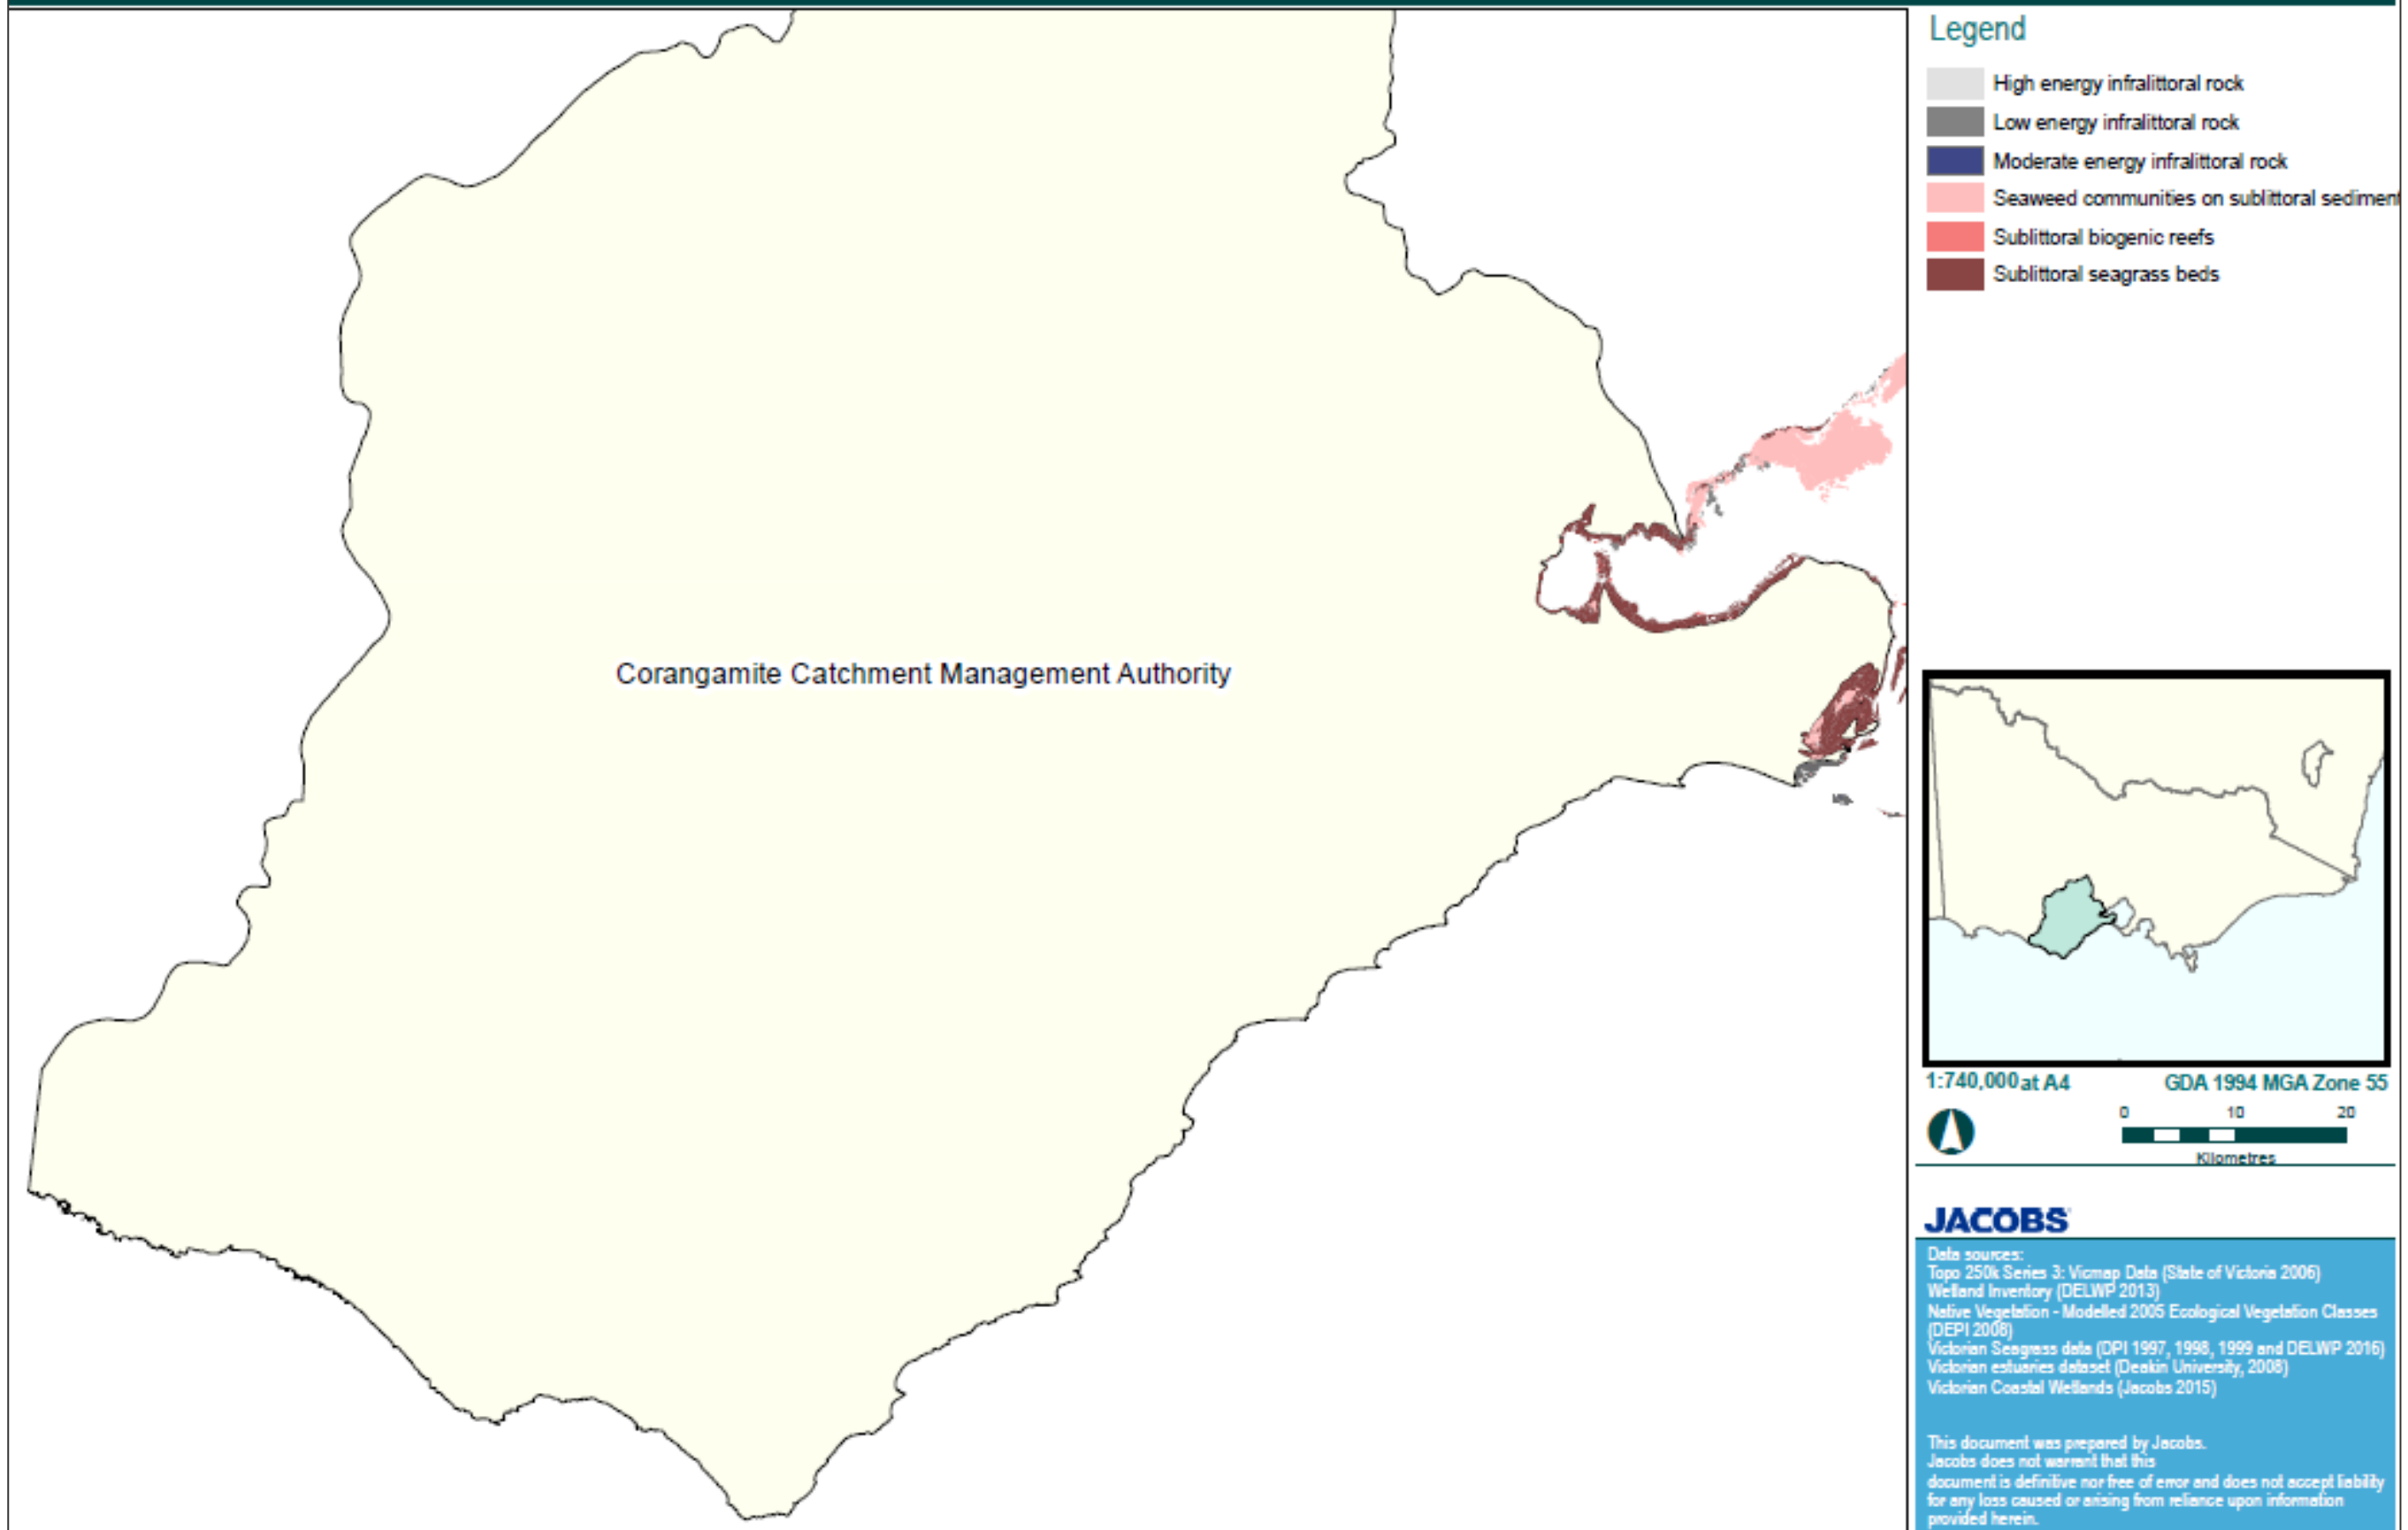 Legend
High energy infralittoral rock
Low energy infralittoral rock
Moderate energy infralittoral rock
Seaweed communities on sublittoral sediment
Sublittoral biogenic reefs
Sublittoral seagrass beds
Corangamite Catchment Management Authority
1:740,000 at A4 GDA 1994 MGA Zone 55
0 10 20
Kilometres
JACOBS
Data sources:
Topo 250k Series 3: Vicmap Data (State of Victoria 2006)
Wetland Inventory (DELWP 2013)
Native Vegetation - Modelled 2005 Ecological Vegetation Classes
(DEPI 2008)
Victorian Seagrass data (DPI 1997, 1998, 1999 and DELWP 2016)
Victorian estuaries dataset (Deakin University, 2008)
Victorian Coastal Wetlands (Jacobs 2015)
This document was prepared by Jacobs.
Jacobs does not warrant that this
document is definitive nor free of error and does not accept liability
for any loss caused or arising from reliance upon information
provided herein.